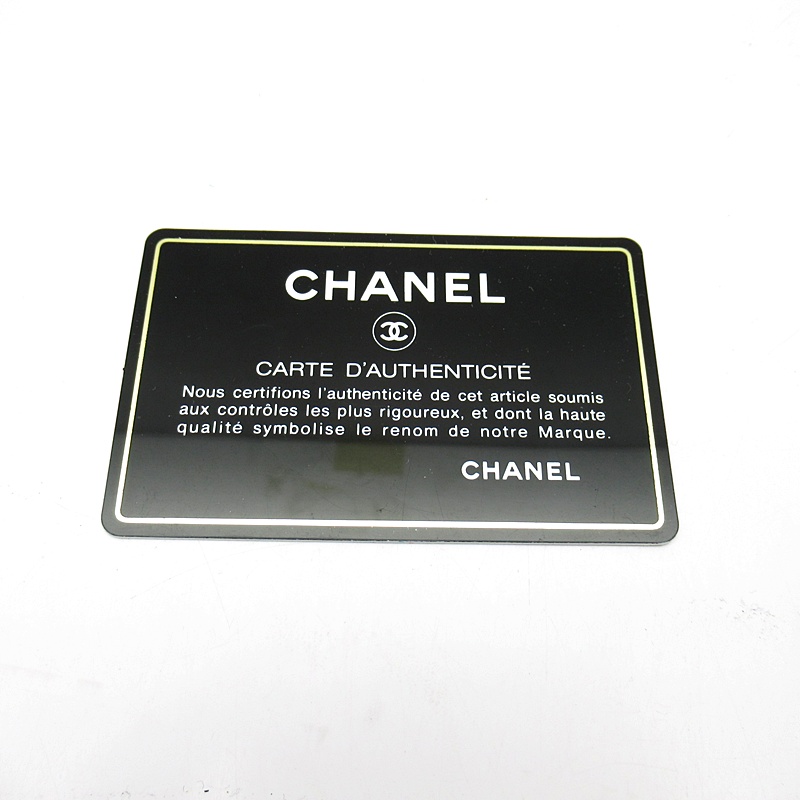 CHANEL
CARTE D'AUTHENTICITÉ
Nous certifions l'authenticité de cet article soumis
aux contrôles les plus rigoureux, et dont la haute
qualité symbolise le renom de notre Marque.
CHANEL